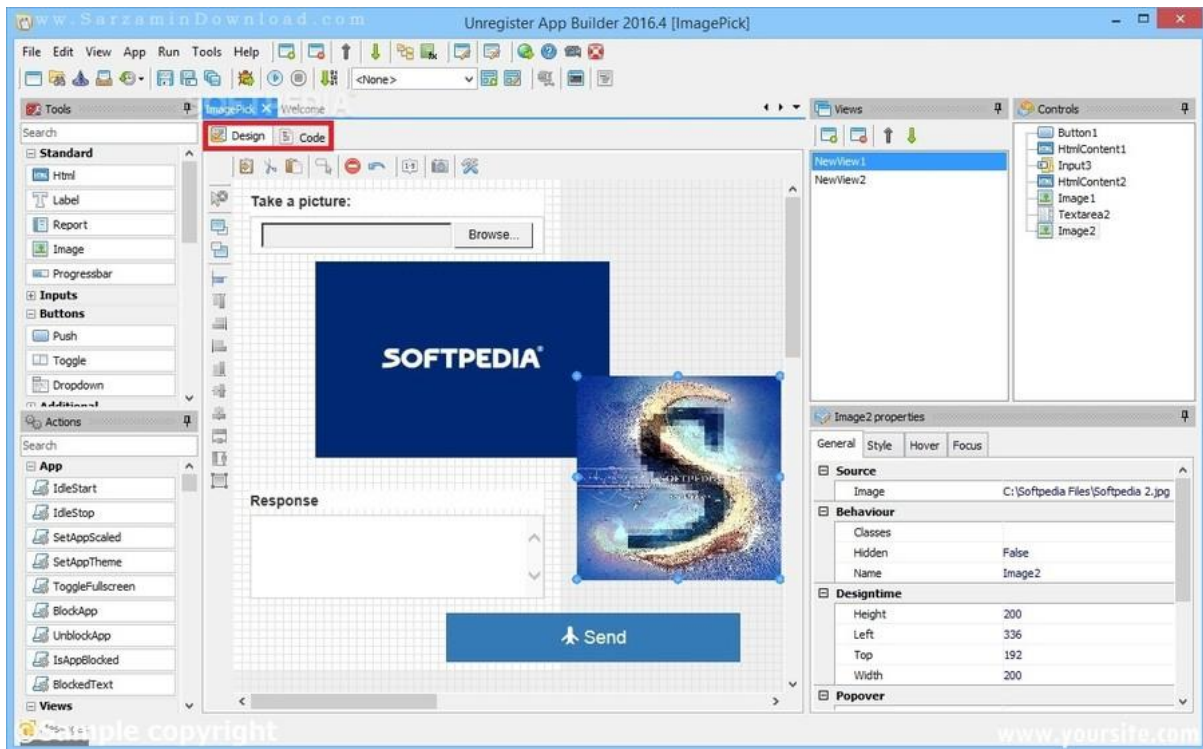 www.SarzaminDownload.com
Unregister App Builder 2016.4 [ImagePick]
File Edit View App Run Tools Help
<None>
Tools
Search
Standard
Html
Label
Report
Image
Progressbar
Inputs
Buttons
Push
Toggle
Dropdown
Additional
Actions
Search
App
IdleStart
IdleStop
SetAppScaled
SetAppTheme
ToggleFullscreen
BlockApp
UnblockApp
IsAppBlocked
BlockedText
Views
ImagePick Welcome
SOFTPEDIA
Design Code
Take a picture:
Browse...
SOFTPEDIA
SOFTPEDIA
Response
Send
Views
NewView1
NewView2
Controls
Button1
HtmlContent1
Input3
HtmlContent2
Image1
Textarea2
Image2
Image2 properties
General Style Hover Focus
Source
Image C:\Softpedia Files\Softpedia 2.jpg
Behaviour
Classes
Hidden False
Name Image2
Designtime
Height 200
Left 336
Top 192
Width 200
Popover
©Sample copyright
www.yoursite.com